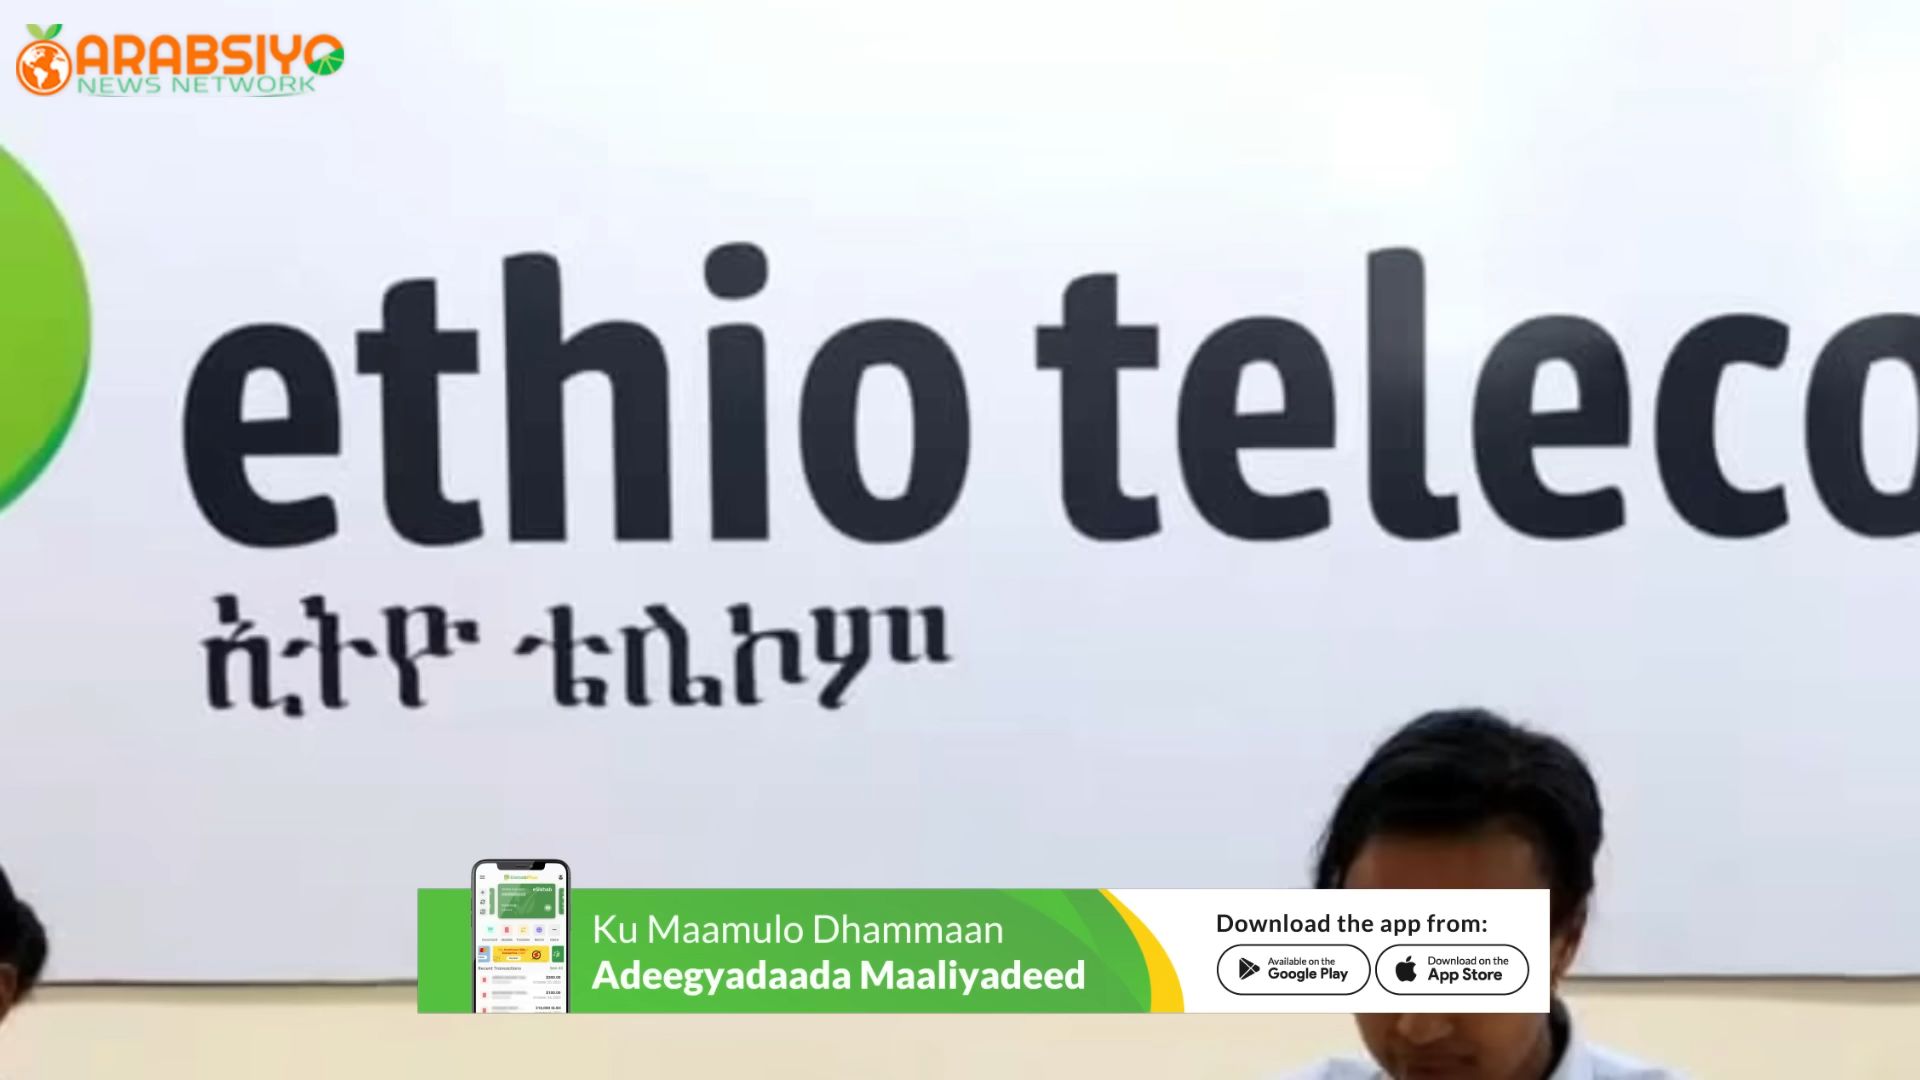 ARABSIYO
NEWS NETWORK
ethio teleco
ኢትዮ ቴሌኮም
Ku Maamulo Dhammaan
Adeegyadaada Maaliyadeed
Download the app from:
Available on the
Google Play
Download on the
App Store